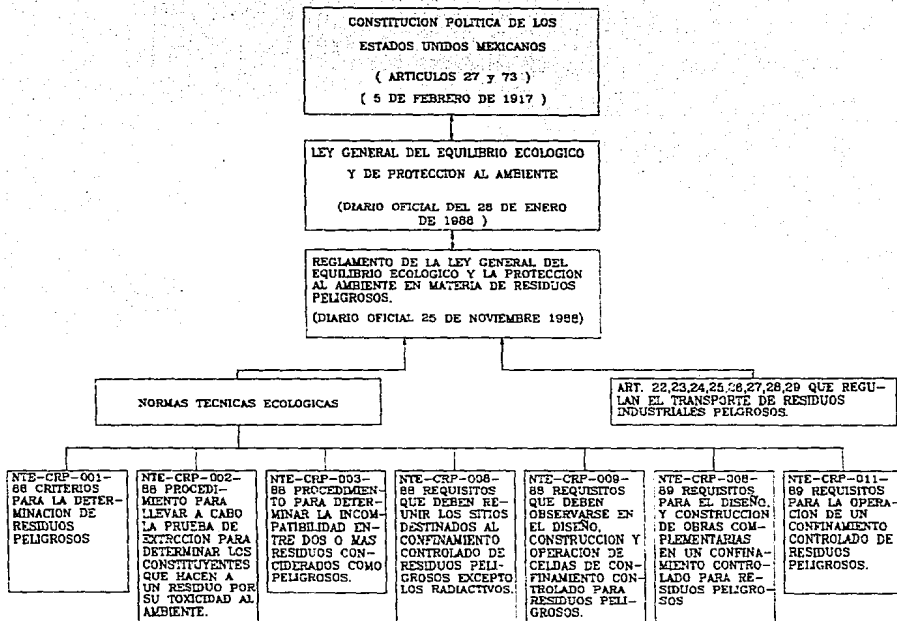 CONSTITUCION POLITICA DE LOS
ESTADOS UNIDOS MEXICANOS
( ARTICULOS 27 y 73 )
( 5 DE FEBRERO DE 1917 )
LEY GENERAL DEL EQUILIBRIO ECOLOGICO
Y DE PROTECCION AL AMBIENTE
(DIARIO OFICIAL DEL 28 DE ENERO
DE 1988 )
REGLAMENTO DE LA LEY GENERAL DEL
EQUILIBRIO ECOLOGICO Y LA PROTECCION
AL AMBIENTE EN MATERIA DE RESIDUOS
PELIGROSOS.
(DIARIO OFICIAL 25 DE NOVIEMBRE 1988)
NORMAS TECNICAS ECOLOGICAS
ART. 22,23,24,25,26,27,28,29 QUE REGU-
LAN EL TRANSPORTE DE RESIDUOS
INDUSTRIALES PELGROSOS.
NTE-CRP-001-
88 CRITERIOS
PARA LA DETER-
MINACION DE
RESIDUOS
PELIGROSOS
NTE-CRP-002-
88 PROCEDI-
MIENTO PARA
LLEVAR A CABO
LA PRUEBA DE
EXTRCCION PARA
DETERMINAR LOS
CONSTITUYENTES
QUE HACEN A
UN RESIDUO POR
SU TOXICIDAD AL
AMBIENTE.
NTE-CRP-003-
88 PROCEDIMIEN-
TO PARA DETER-
MINAR LA INCOM-
PATIBILIDAD EN-
TRE DOS O MAS
RESIDUOS CON-
CIDERADOS COMO
PELIGROSOS.
NTE-CRP-008-
88 REQUISITOS
QUE DEBEN RE-
UNIR LOS SITIOS
DESTINADOS AL
CONFINAMIENTO
CONTROLADO DE
RESIDUOS PELI-
GROSOS EXCEPTO
LOS RADIACTIVOS.
NTE-CRP-009-
88 REQUISITOS
QUE DEBEN
OBSERVARSE EN
EL DISEÑO,
CONSTRUCCION Y
OPERACION DE
CELDAS DE CON-
FINAMIENTO CON-
TROLADO PARA
RESIDUOS PELI-
GROSOS.
NTE-CRP-008-
89 REQUISITOS
PARA EL DISEÑO,
Y CONSTRUCCION
DE OBRAS COM-
PLEMENTARIAS
EN UN CONFINA-
MIENTO CONTRO-
LADO PARA RE-
SIDUOS PELIGRO-
SOS
NTE-CRP-011-
89 REQUISITOS
PARA LA OPERA-
CION DE UN
CONFINAMIENTO
CONTROLADO DE
RESIDUOS
PELIGROSOS.